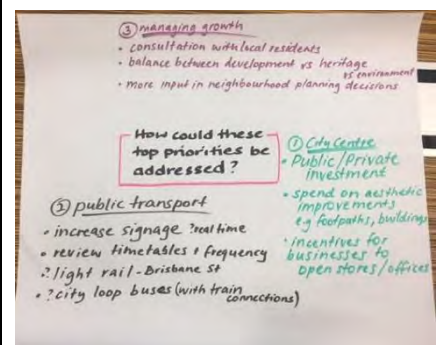 ③ managing growth
• consultation with local residents
• balance between development vs heritage
vs environment
• more input in neighbourhood planning decisions
How could these
top priorities be
addressed?
① City Centre
• Public/Private
investment
• spend on aesthetic
improvements
e.g footpaths, buildings
• incentives for
businesses to
open stores/offices
② public transport
• increase signage ?real time
• review timetables + frequency
• ?light rail - Brisbane St
• ?city loop buses (with train
connections)